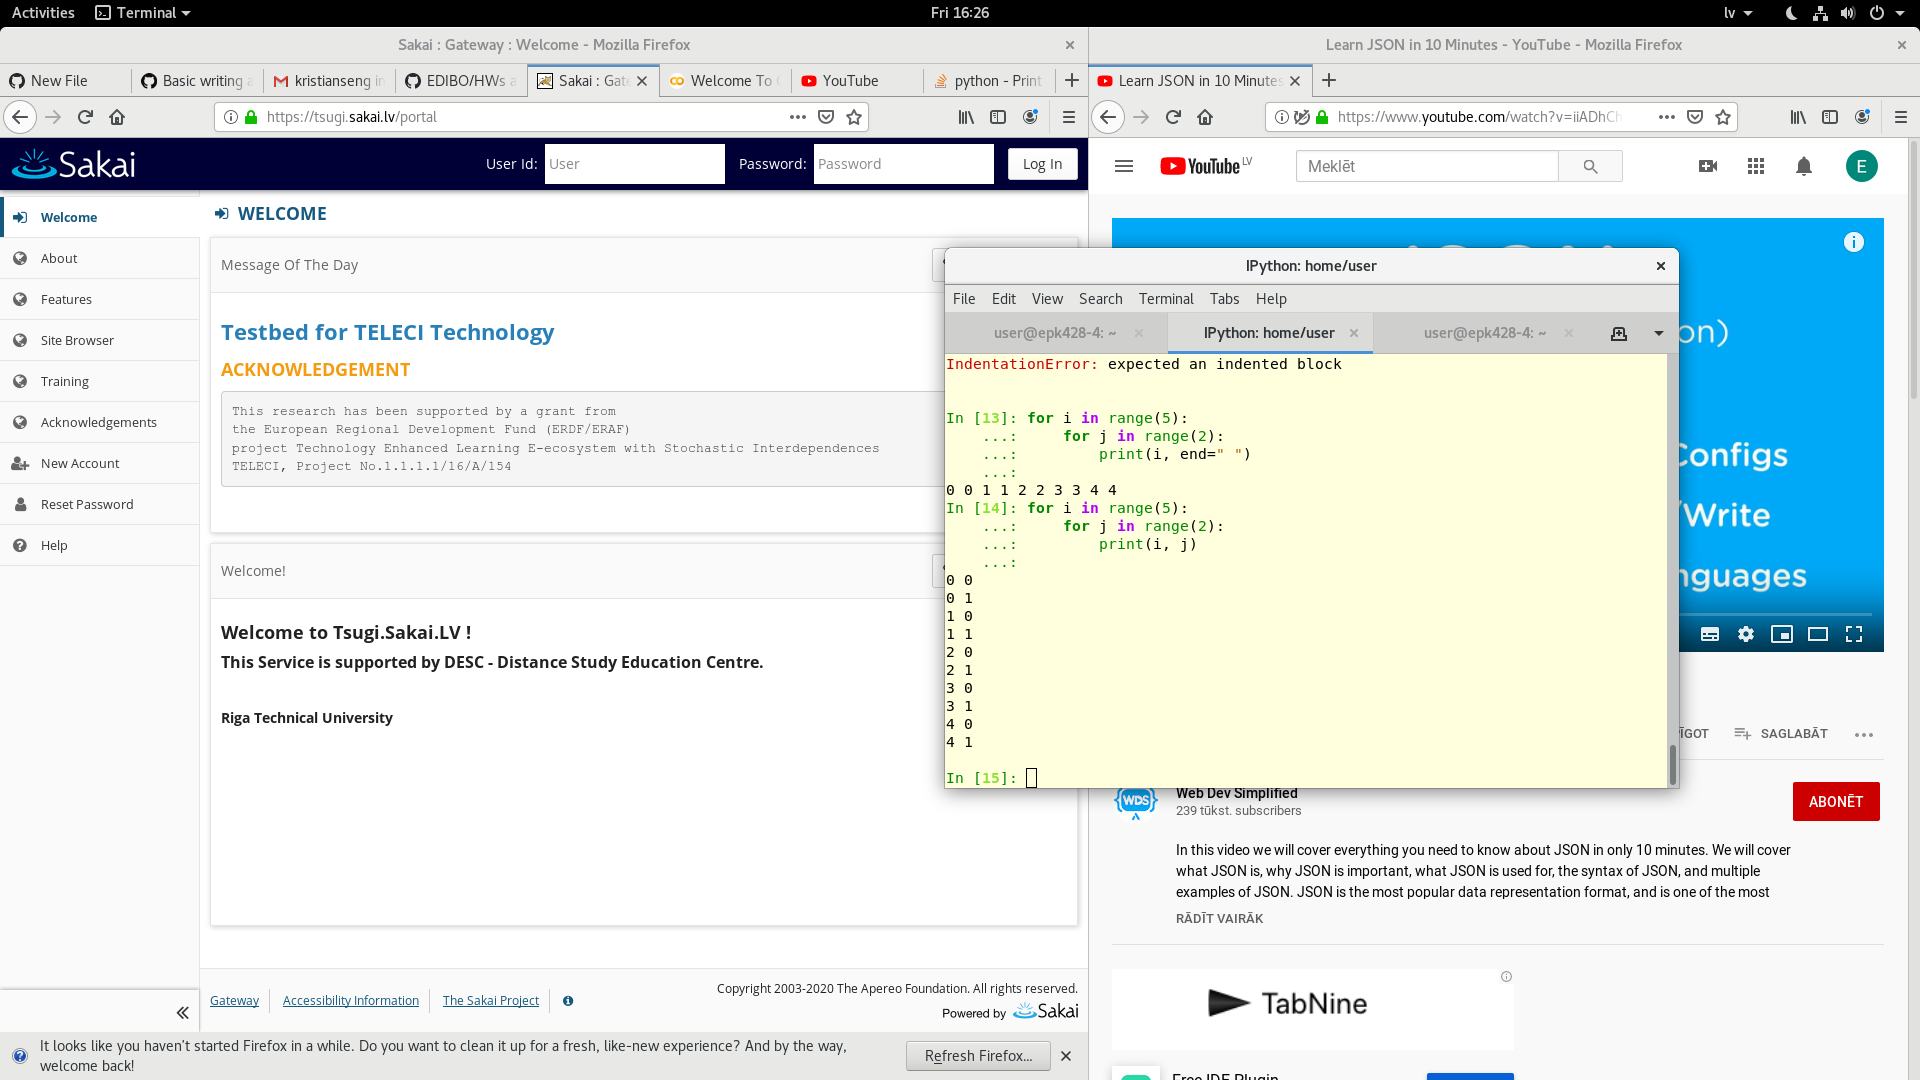 Activities
Terminal
Fri 16:26
lv
Sakai : Gateway : Welcome - Mozilla Firefox
New File
Basic writing a
kristianseng in
EDIBO/HWs a
Sakai : Gate
Welcome To C
YouTube
python - Print
https://tsugi.sakai.lv/portal
Sakai
User Id:
User
Password:
Password
Log In
Welcome
About
Features
Site Browser
Training
Acknowledgements
New Account
Reset Password
Help
WELCOME
Message Of The Day
Testbed for TELECI Technology
ACKNOWLEDGEMENT
This research has been supported by a grant from
the European Regional Development Fund (ERDF/ERAF)
project Technology Enhanced Learning E-ecosystem with Stochastic Interdependences
TELECI, Project No.1.1.1.1/16/A/154
Welcome!
Welcome to Tsugi.Sakai.LV !
This Service is supported by DESC - Distance Study Education Centre.
Riga Technical University
Gateway
Accessibility Information
The Sakai Project
Copyright 2003-2020 The Apereo Foundation. All rights reserved.
Powered by Sakai
It looks like you haven't started Firefox in a while. Do you want to clean it up for a fresh, like-new experience? And by the way,
welcome back!
Refresh Firefox...
Learn JSON in 10 Minutes - YouTube - Mozilla Firefox
Learn JSON in 10 Minutes
https://www.youtube.com/watch?v=iiADhCh
YouTube LV
Meklēt
E
IPython: home/user
File Edit View Search Terminal Tabs Help
user@epk428-4: ~
IPython: home/user
user@epk428-4: ~
IndentationError: expected an indented block
In [13]: for i in range(5):
...: for j in range(2):
...: print(i, end=" ")
...:
0 0 1 1 2 2 3 3 4 4
In [14]: for i in range(5):
...: for j in range(2):
...: print(i, j)
...:
0 0
0 1
1 0
1 1
2 0
2 1
3 0
3 1
4 0
4 1
In [15]:
on)
Configs
/Write
nguages
ĪGOT
SAGLABĀT
WDS
Web Dev Simplified
239 tūkst. subscribers
ABONĒT
In this video we will cover everything you need to know about JSON in only 10 minutes. We will cover
what JSON is, why JSON is important, what JSON is used for, the syntax of JSON, and multiple
examples of JSON. JSON is the most popular data representation format, and is one of the most
RĀDĪT VAIRĀK
TabNine
Free IDE Plugin